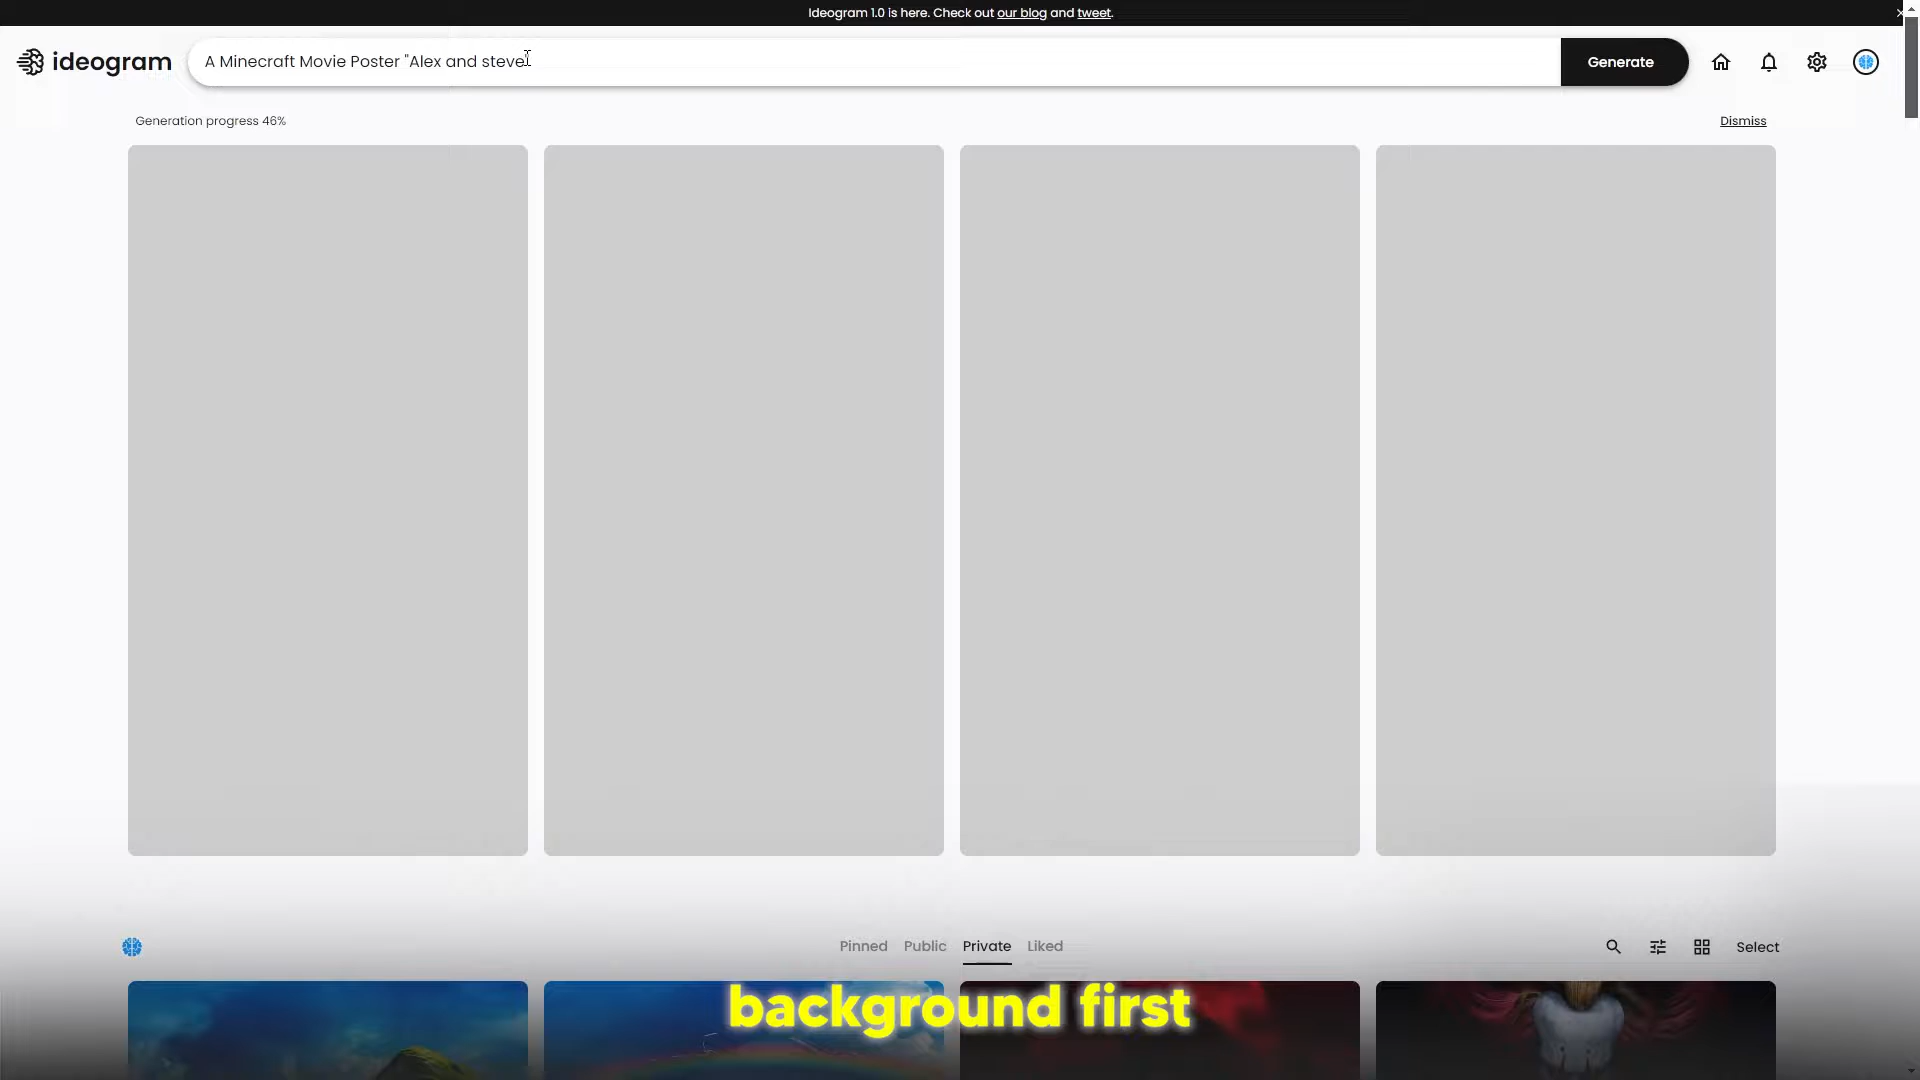 Ideogram 1.0 is here. Check out our blog and tweet.
ideogram
A Minecraft Movie Poster "Alex and steve"
Generate
Generation progress 46%
Dismiss
Pinned
Public
Private
Liked
Select
background first